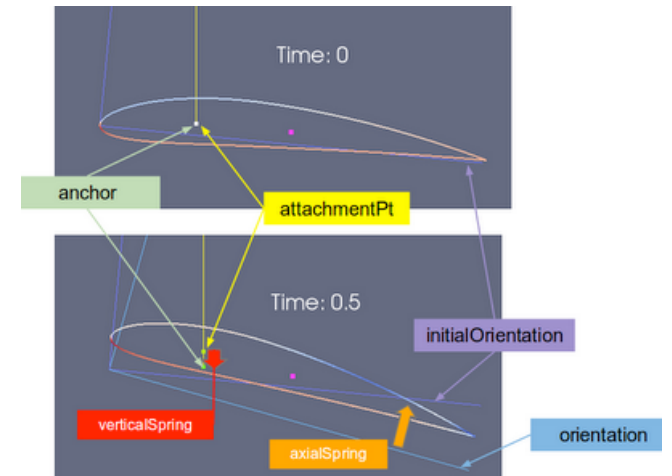 Time: 0
anchor
attachmentPt
Time: 0.5
initialOrientation
verticalSpring
axialSpring
orientation